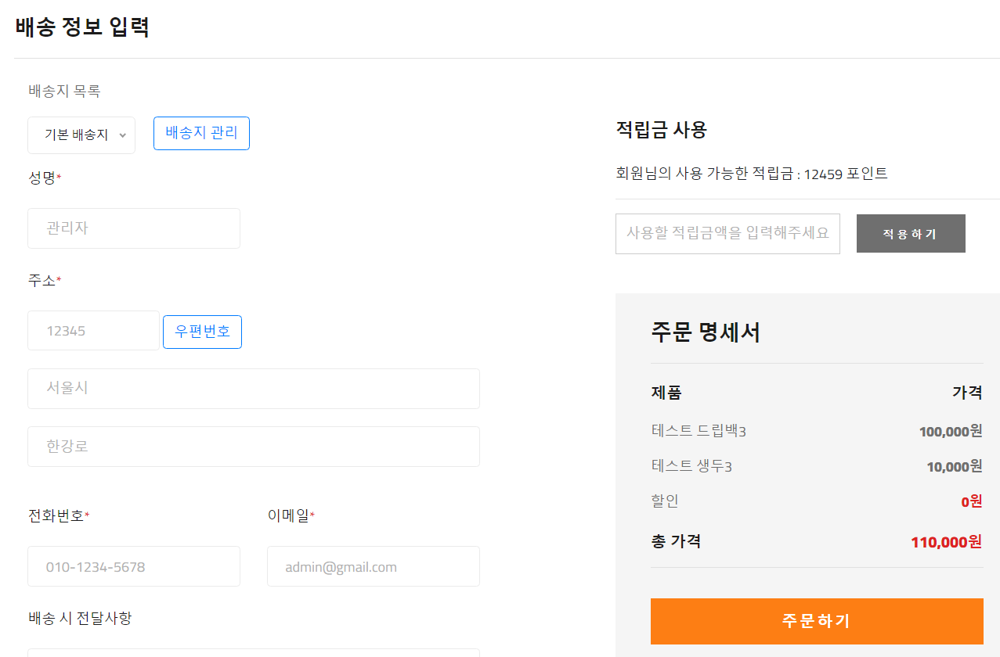 배송 정보 입력
배송지 목록
기본 배송지
배송지 관리
성명*
관리자
주소*
12345
우편번호
서울시
한강로
전화번호*
이메일*
010-1234-5678
admin@gmail.com
배송 시 전달사항
적립금 사용
회원님의 사용 가능한 적립금 : 12459 포인트
사용할 적립금액을 입력해주세요
적용하기
주문 명세서
제품 가격
테스트 드립백3 100,000원
테스트 생두3 10,000원
할인 0원
총 가격 110,000원
주문하기